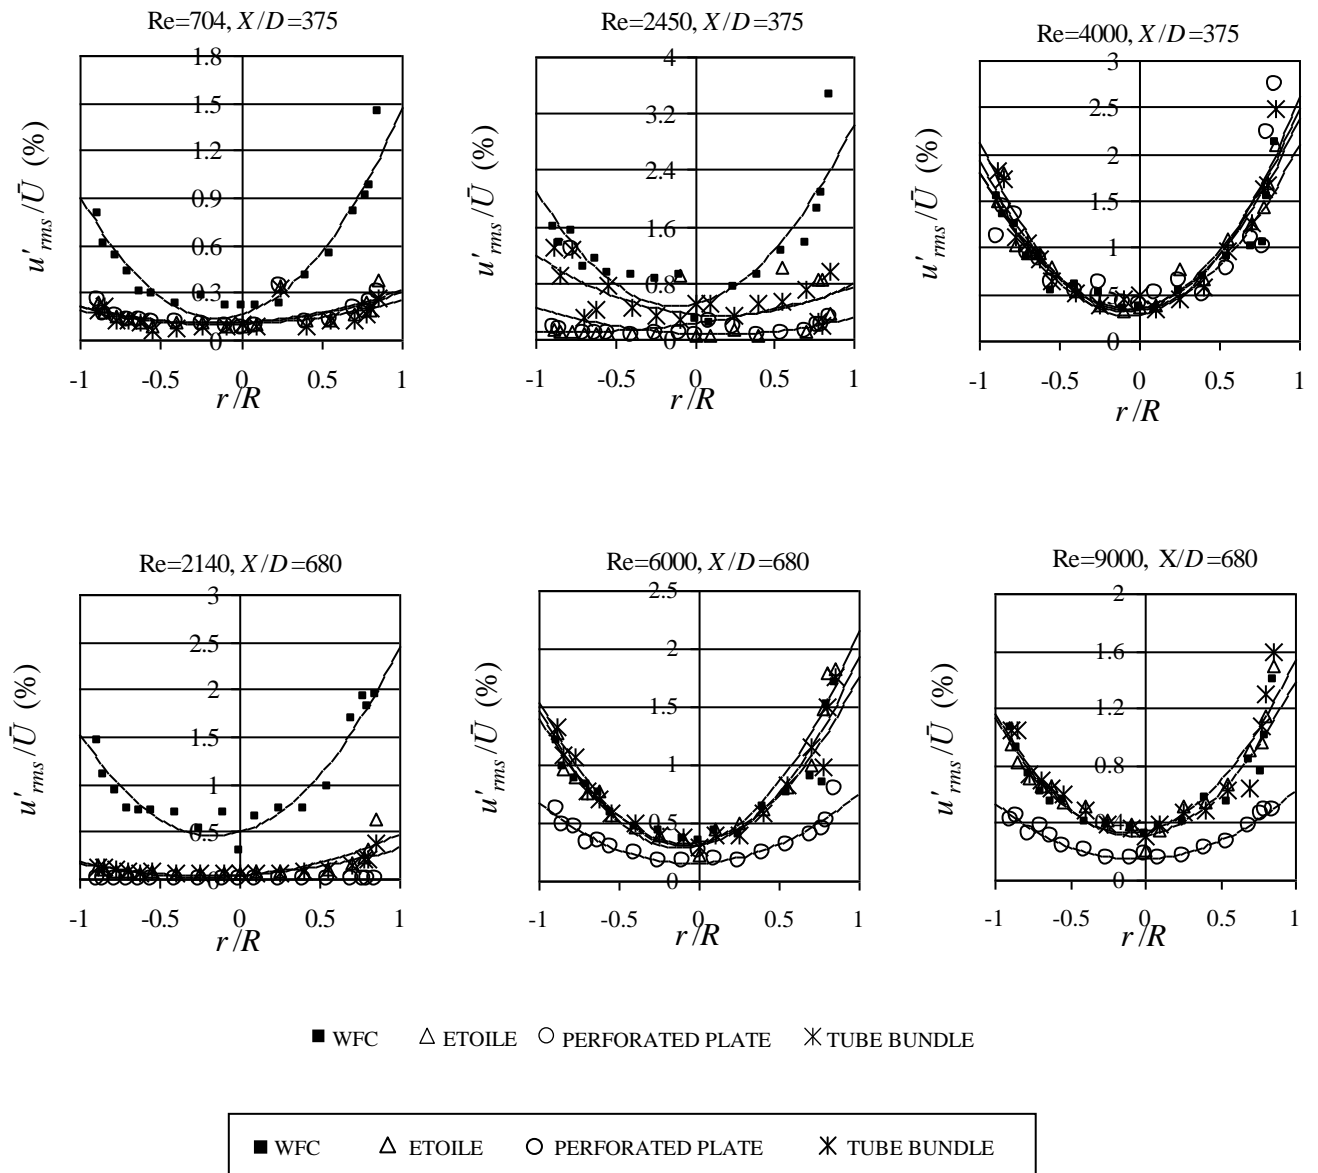 Re=704, X/D=375
1.8
1.5
1.2
0.9
0.6
0.3
0
-1 -0.5 0 0.5 1
r/R
u'rms/Ū (%)
Re=2450, X/D=375
4
3.2
2.4
1.6
0.8
0
-1 -0.5 0 0.5 1
r/R
u'rms/Ū (%)
Re=4000, X/D=375
3
2.5
2
1.5
1
0.5
0
-1 -0.5 0 0.5 1
r/R
u'rms/Ū (%)
Re=2140, X/D=680
3
2.5
2
1.5
1
0.5
0
-1 -0.5 0 0.5 1
r/R
u'rms/Ū (%)
Re=6000, X/D=680
2.5
2
1.5
1
0.5
0
-1 -0.5 0 0.5 1
r/R
u'rms/Ū (%)
Re=9000, X/D=680
2
1.6
1.2
0.8
0.4
0
-1 -0.5 0 0.5 1
r/R
u'rms/Ū (%)
WFC ETOILE PERFORATED PLATE TUBE BUNDLE
WFC ETOILE PERFORATED PLATE TUBE BUNDLE